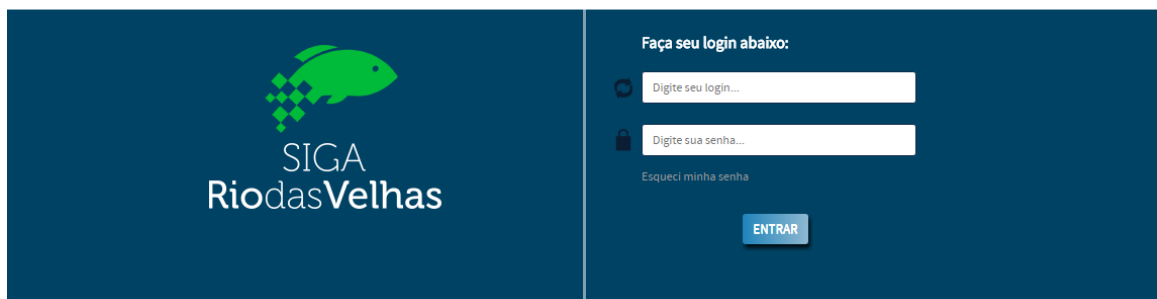 SIGA
RiodasVelhas
Faça seu login abaixo:
Digite seu login...
Digite sua senha...
Esqueci minha senha
ENTRAR